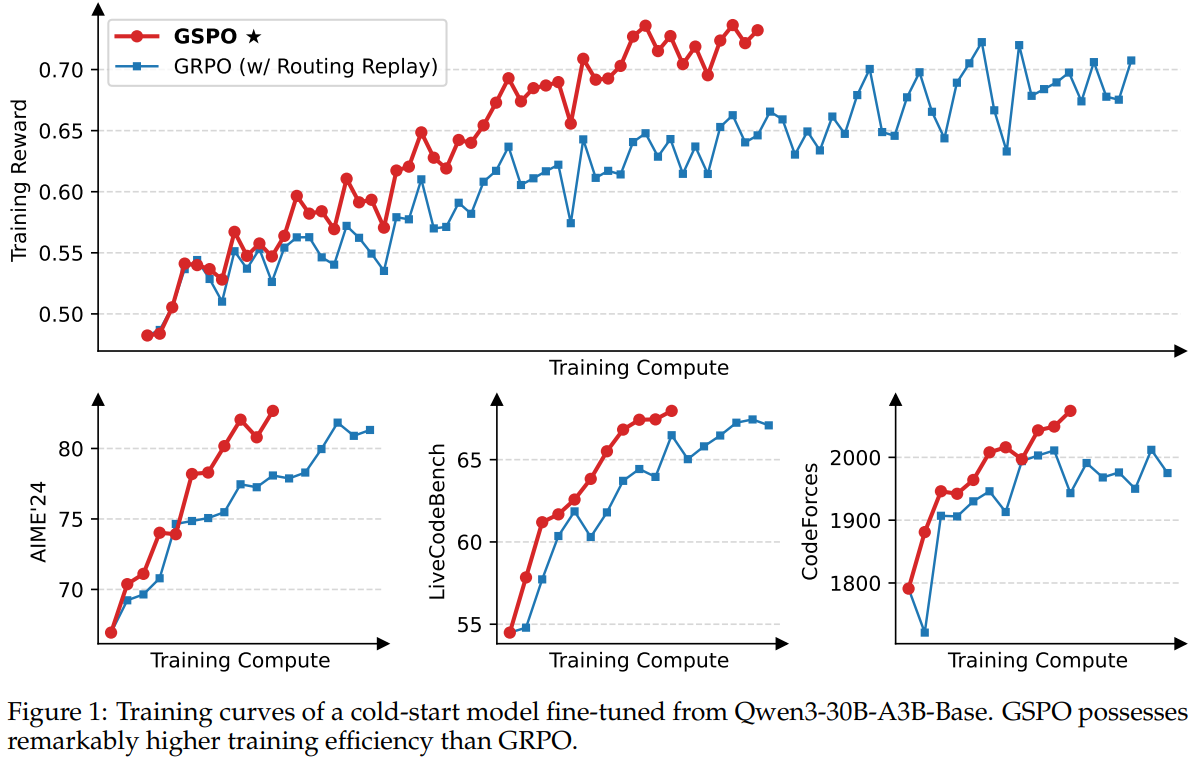 GSPO ★
GRPO (w/ Routing Replay)
Training Reward
0.70
0.65
0.60
0.55
0.50
Training Compute
AIME'24
80
75
70
Training Compute
LiveCodeBench
65
60
55
Training Compute
CodeForces
2000
1900
1800
Training Compute
Figure 1: Training curves of a cold-start model fine-tuned from Qwen3-30B-A3B-Base. GSPO possesses
remarkably higher training efficiency than GRPO.